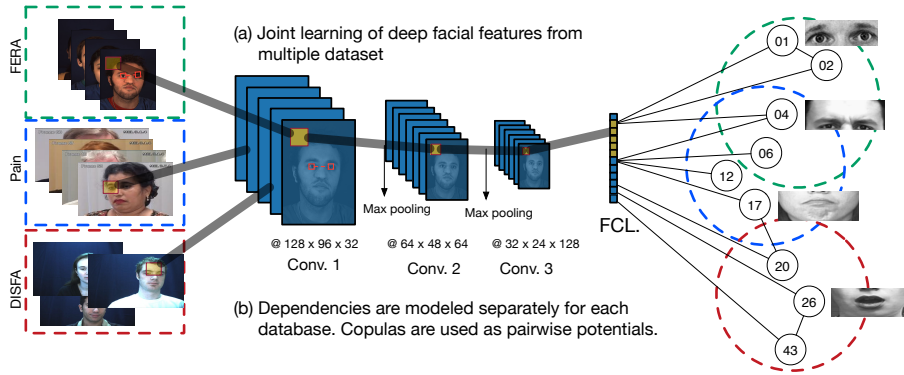 FERA
Pain
DISFA
(a) Joint learning of deep facial features from
multiple dataset
Max pooling
Max pooling
@ 128 x 96 x 32
@ 64 x 48 x 64
@ 32 x 24 x 128
Conv. 1
Conv. 2
Conv. 3
(b) Dependencies are modeled separately for each
database. Copulas are used as pairwise potentials.
FCL.
01
02
04
06
12
17
20
26
43